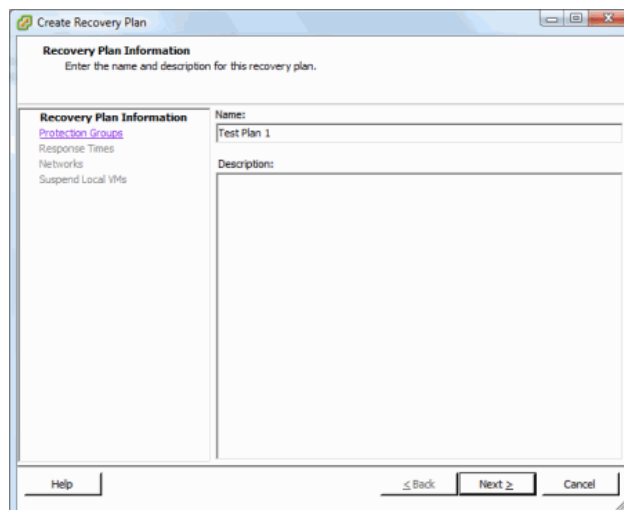 Create Recovery Plan
Recovery Plan Information
Enter the name and description for this recovery plan.
Recovery Plan Information
Protection Groups
Response Times
Networks
Suspend Local VMs
Name:
Test Plan 1
Description:
Help
< Back
Next >
Cancel